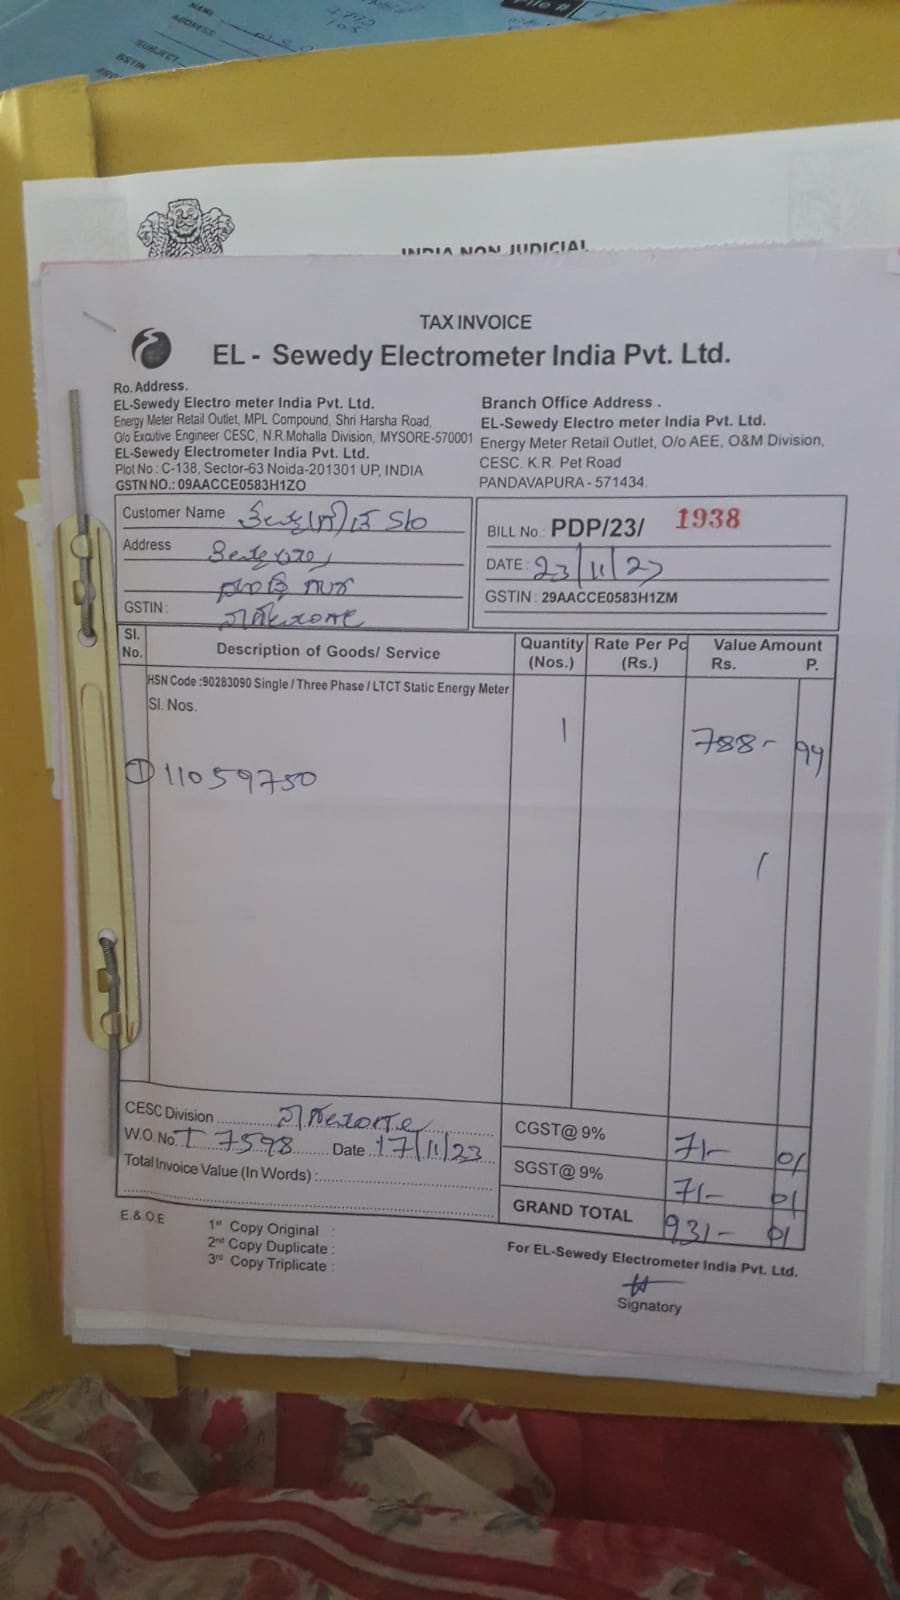 NAME
ADDRESS
SUBJECT
GSTIN
INDIA NON JUDICIAL
TAX INVOICE
EL - Sewedy Electrometer India Pvt. Ltd.
Ro. Address.
EL-Sewedy Electro meter India Pvt. Ltd.
Energy Meter Retail Outlet, MPL Compound, Shri Harsha Road,
O/o Excutive Engineer CESC, N.R.Mohalla Division, MYSORE-570001
EL-Sewedy Electrometer India Pvt. Ltd.
Plot No : C-138, Sector-63 Noida-201301 UP, INDIA
GSTN NO.: 09AACCE0583H1ZO
Branch Office Address .
EL-Sewedy Electro meter India Pvt. Ltd.
Energy Meter Retail Outlet, O/o AEE, O&M Division,
CESC. K.R. Pet Road
PANDAVAPURA - 571434.
Customer Name S/o
Address
GSTIN :
BILL No.: PDP/23/ 1938
DATE : 23/11/23
GSTIN : 29AACCE0583H1ZM
Sl. No. Description of Goods/ Service Quantity (Nos.) Rate Per Pc (Rs.) Value Amount Rs. P.
HSN Code :90283090 Single / Three Phase / LTCT Static Energy Meter
Sl. Nos.
1 788- 99
① 11059750
CESC Division
W.O. No. T 7598 Date 17/11/23
Total Invoice Value (In Words) :
CGST@ 9% 71- 01
SGST@ 9% 71- 01
GRAND TOTAL 931- 01
E.& O.E
1st Copy Original :
2nd Copy Duplicate :
3rd Copy Triplicate :
For EL-Sewedy Electrometer India Pvt. Ltd.
Signatory